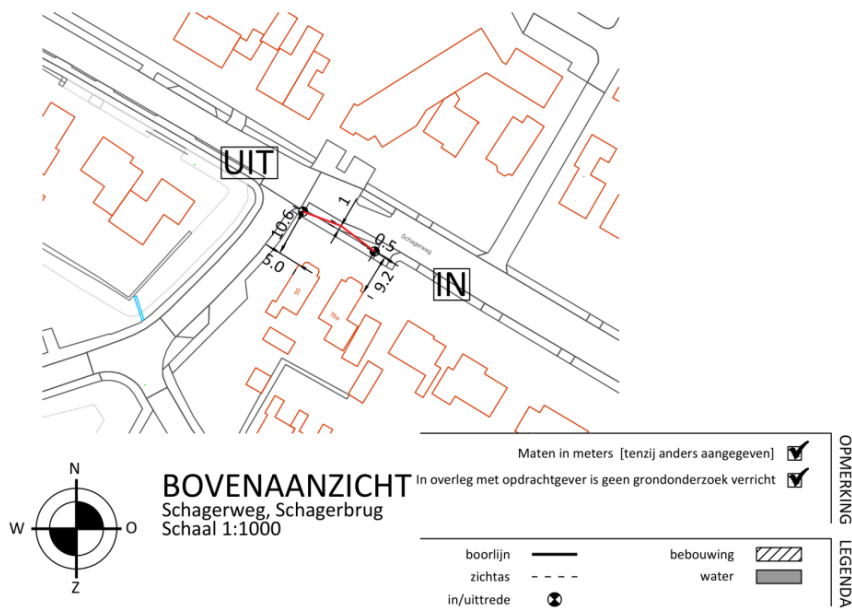 UIT
10.6
1
0.5
Schagerweg
5.0
9.2
IN
50
76a
N
W O
Z
BOVENAANZICHT
Schagerweg, Schagerbrug
Schaal 1:1000
Maten in meters [tenzij anders aangegeven]
In overleg met opdrachtgever is geen grondonderzoek verricht
OPMERKING
boorlijn
zichtas
in/uittrede
bebouwing
water
LEGENDA